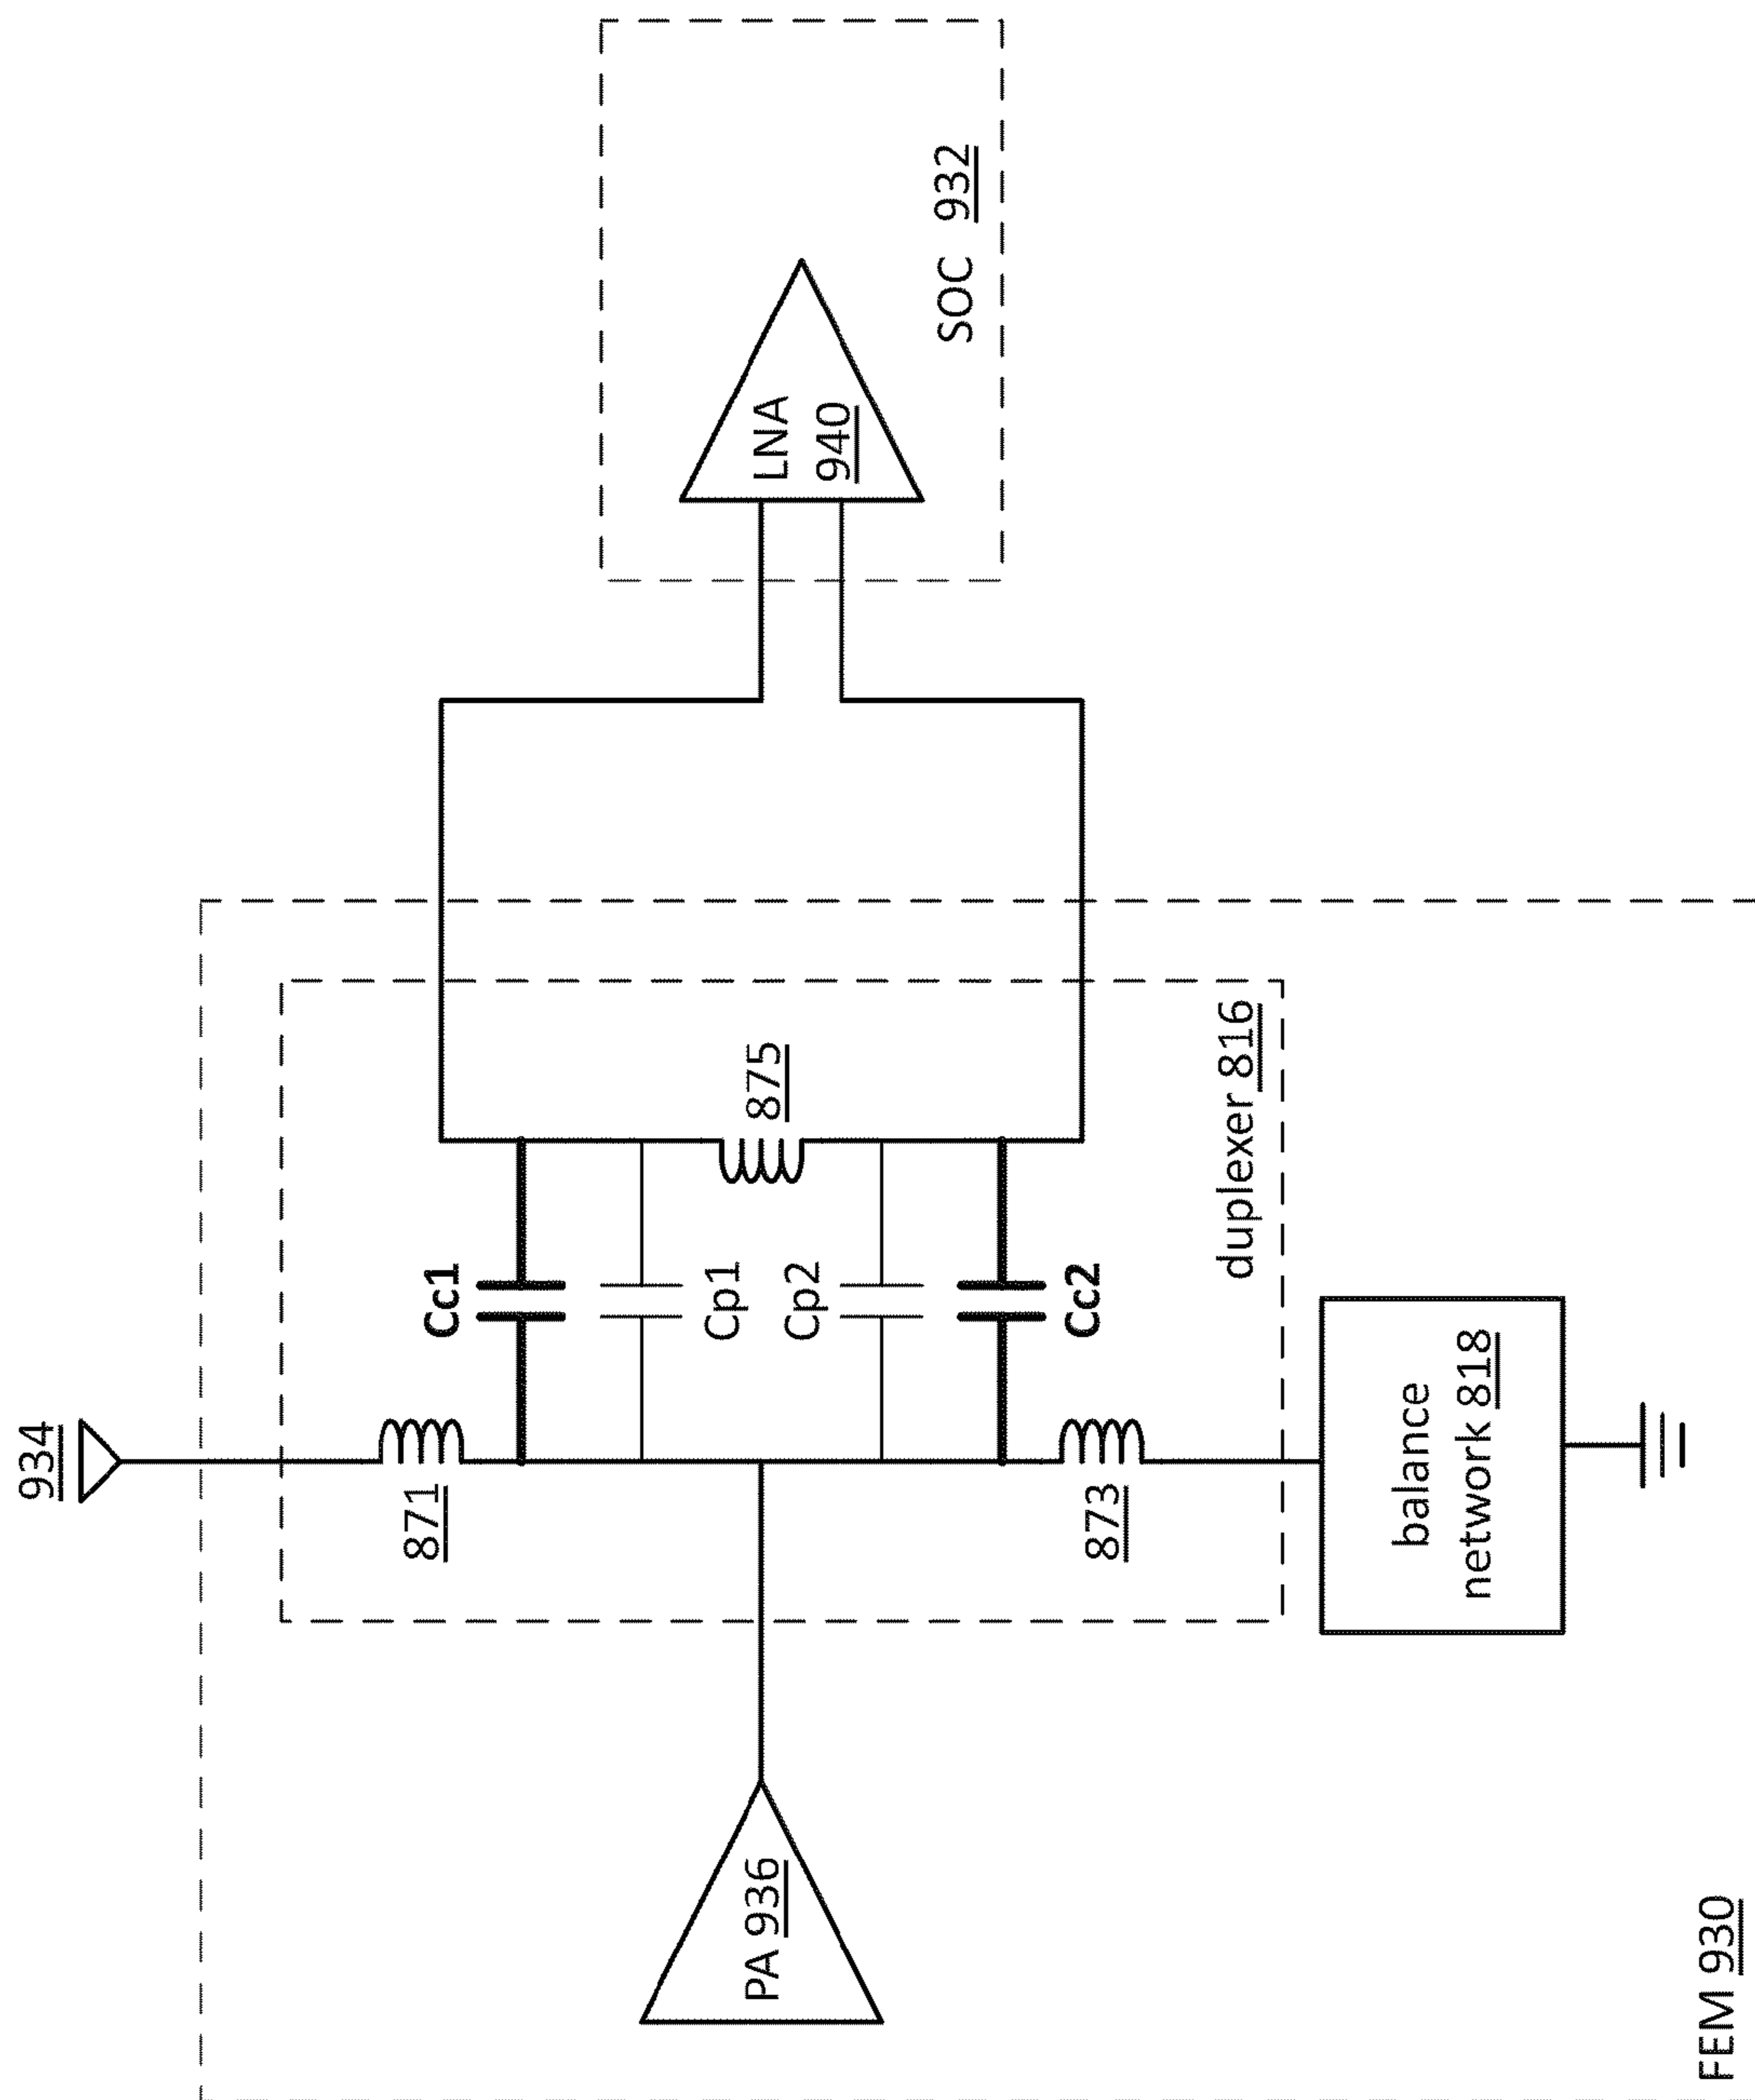 934
871
Cc1
Cp1
875
Cp2
Cc2
873
duplexer 816
balance
network 818
PA 936
FEM 930
LNA
940
SOC 932